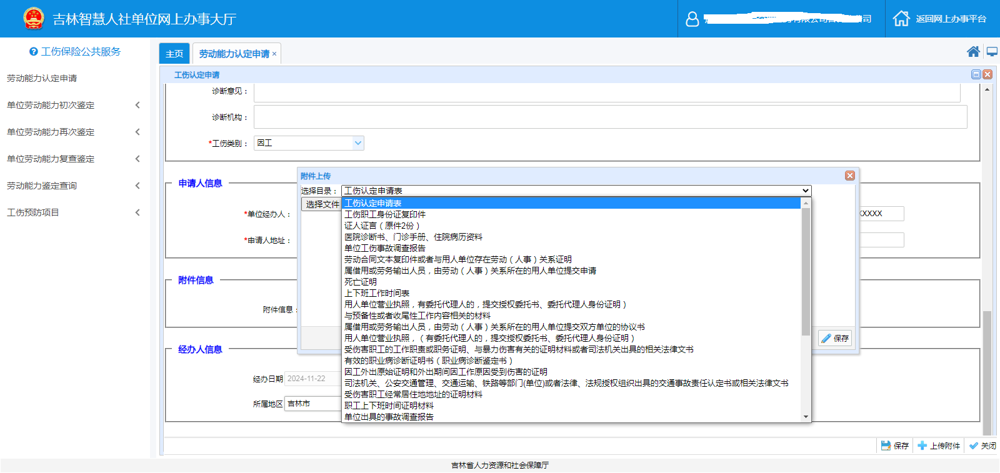 吉林智慧人社单位网上办事大厅
有限公司
司
返回网上办事平台
工伤保险公共服务
主页
劳动能力认定申请 ×
劳动能力认定申请
单位劳动能力初次鉴定
单位劳动能力再次鉴定
单位劳动能力复查鉴定
劳动能力鉴定查询
工伤预防项目
工伤认定申请
诊断意见：
诊断机构：
*工伤类别： 因工
申请人信息
*单位经办人：
XXXXX
*申请人地址：
附件信息
附件信息：
经办人信息
经办日期 2024-11-22
所属地区 吉林市
附件上传
选择目录： 工伤认定申请表
选择文件
工伤认定申请表
工伤职工身份证复印件
证人证言（原件2份）
医院诊断书、门诊手册、住院病历资料
单位工伤事故调查报告
劳动合同文本复印件或者与用人单位存在劳动（人事）关系证明
属借用或劳务输出人员，由劳动（人事）关系所在的用人单位提交申请
死亡证明
上下班工作时间表
用人单位营业执照，有委托代理人的，提交授权委托书、委托代理人身份证明）
与预备性或者收尾性工作内容相关的材料
属借用或劳务输出人员，由劳动（人事）关系所在的用人单位提交双方单位的协议书
用人单位营业执照，（有委托代理人的，提交授权委托书、委托代理人身份证明）
受伤害职工的工作职责或职务证明、与暴力伤害有关的证明材料或者司法机关出具的相关法律文书
有效的职业病诊断证明书（职业病诊断鉴定书）
因工外出原始证明和外出期间因工作原因受到伤害的证明
司法机关、公安交通管理、交通运输、铁路等部门(单位)或者法律、法规授权组织出具的交通事故责任认定书或相关法律文书
受伤害职工经常居住地地址的证明材料
职工上下班时间证明材料
单位出具的事故调查报告
保存
保存
上传附件
关闭
吉林省人力资源和社会保障厅